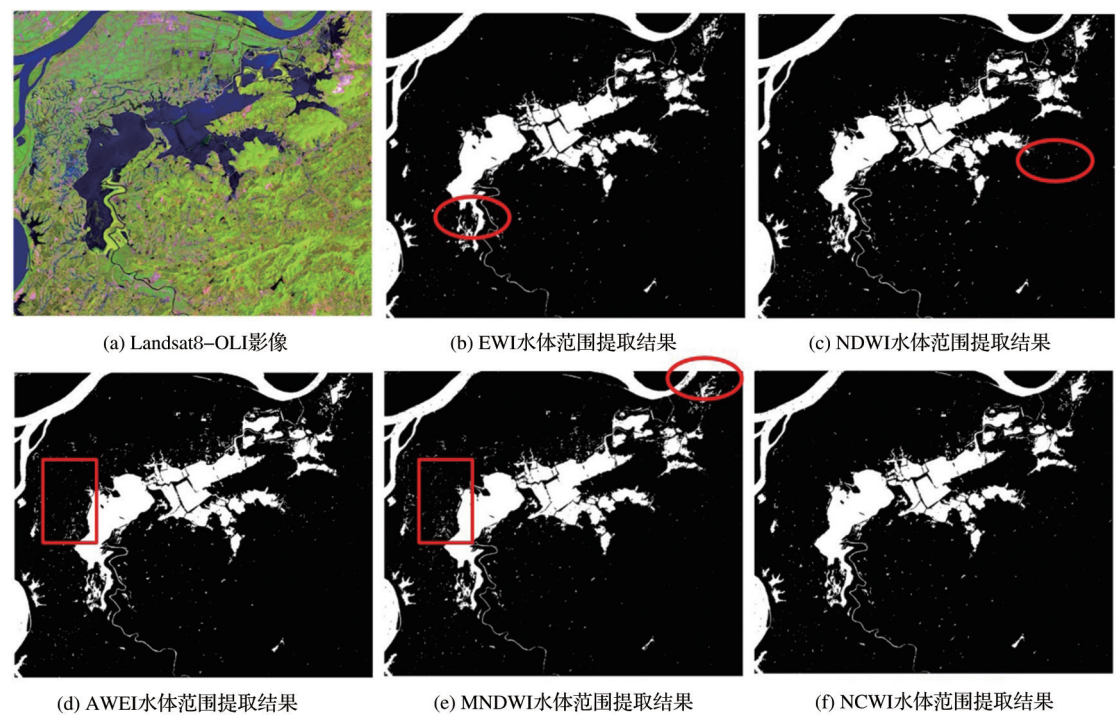 (a) Landsat8-OLI影像
(b) EWI水体范围提取结果
(c) NDWI水体范围提取结果
(d) AWEI水体范围提取结果
(e) MNDWI水体范围提取结果
(f) NCWI水体范围提取结果